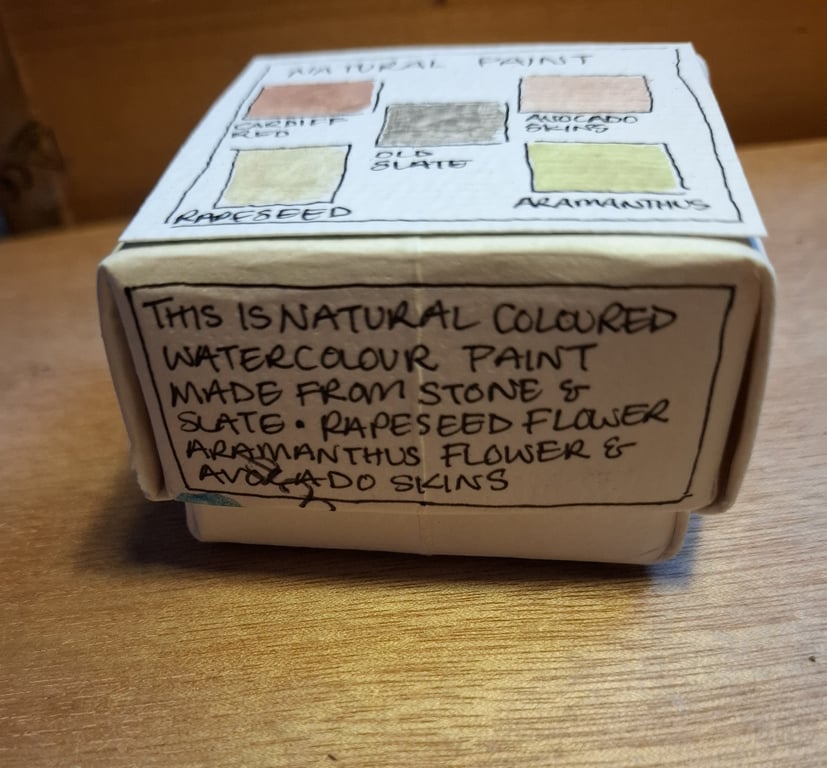 NATURAL PAINT
CARDIFF
RED
AVOCADO
SKINS
OLD
SLATE
RAPESEED
ARAMANTHUS
THIS IS NATURAL COLOURED
WATERCOLOUR PAINT
MADE FROM STONE &
SLATE • RAPESEED FLOWER
ARAMANTHUS FLOWER &
AVOCADO SKINS